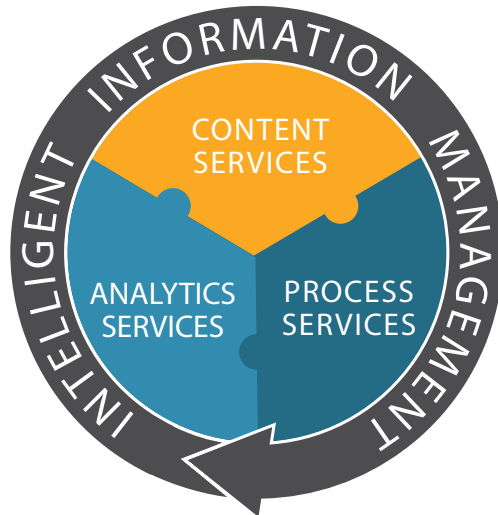 INTELLIGENT INFORMATION MANAGEMENT
CONTENT
SERVICES
ANALYTICS
SERVICES
PROCESS
SERVICES